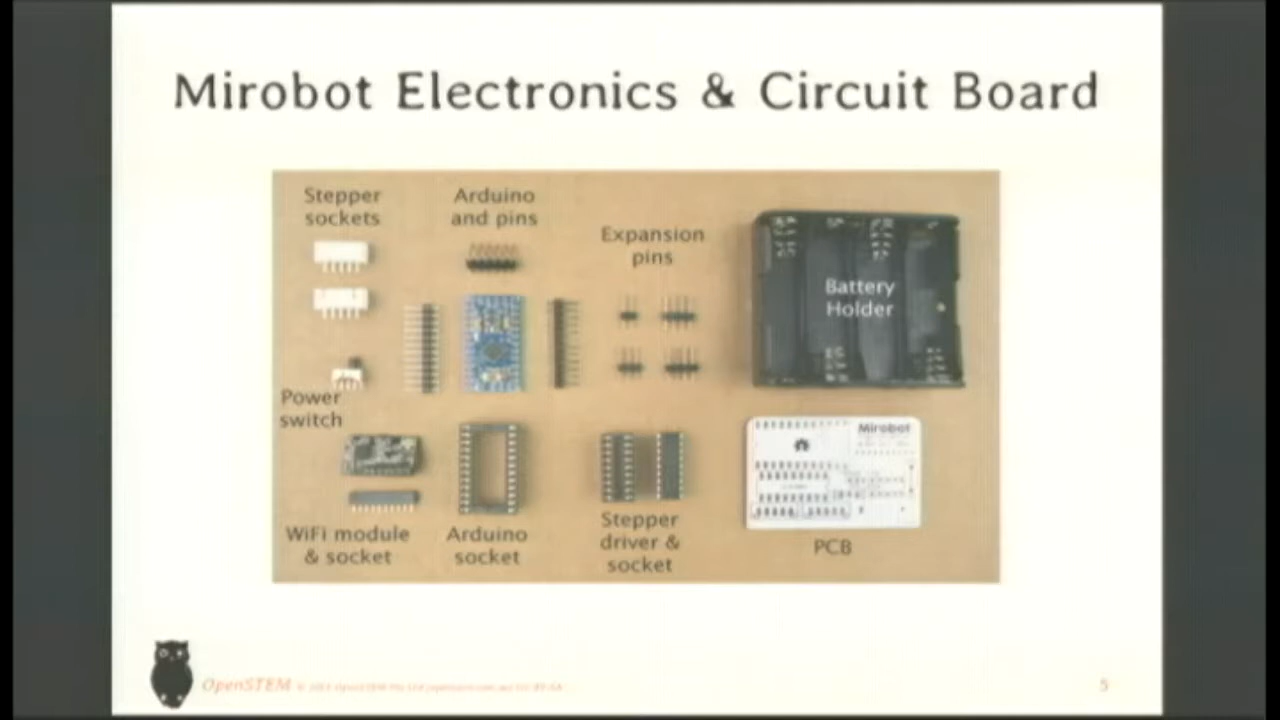 Mirobot Electronics & Circuit Board
Stepper
sockets
Arduino
and pins
Expansion
pins
Battery
Holder
Power
switch
Mirobot
WiFi module
& socket
Arduino
socket
Stepper
driver &
socket
PCB
OpenSTEM
5